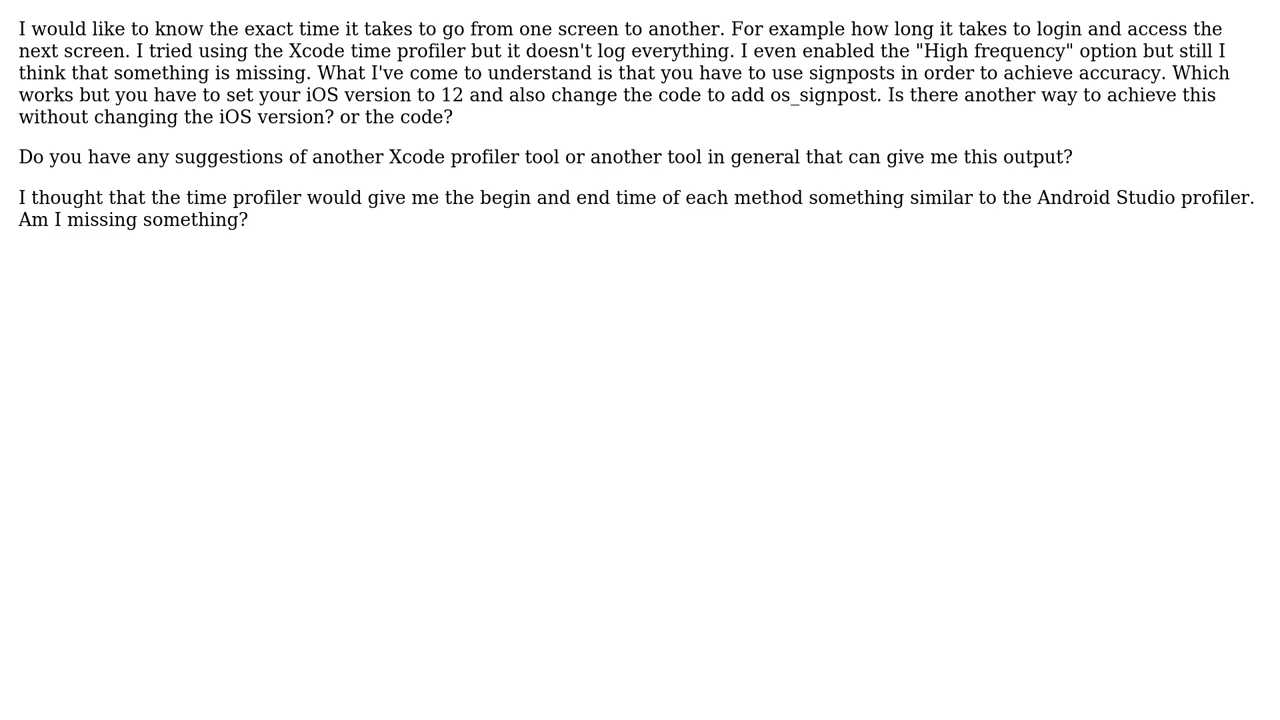 I would like to know the exact time it takes to go from one screen to another. For example how long it takes to login and access the
next screen. I tried using the Xcode time profiler but it doesn't log everything. I even enabled the "High frequency" option but still I
think that something is missing. What I've come to understand is that you have to use signposts in order to achieve accuracy. Which
works but you have to set your iOS version to 12 and also change the code to add os_signpost. Is there another way to achieve this
without changing the iOS version? or the code?
Do you have any suggestions of another Xcode profiler tool or another tool in general that can give me this output?
I thought that the time profiler would give me the begin and end time of each method something similar to the Android Studio profiler.
Am I missing something?